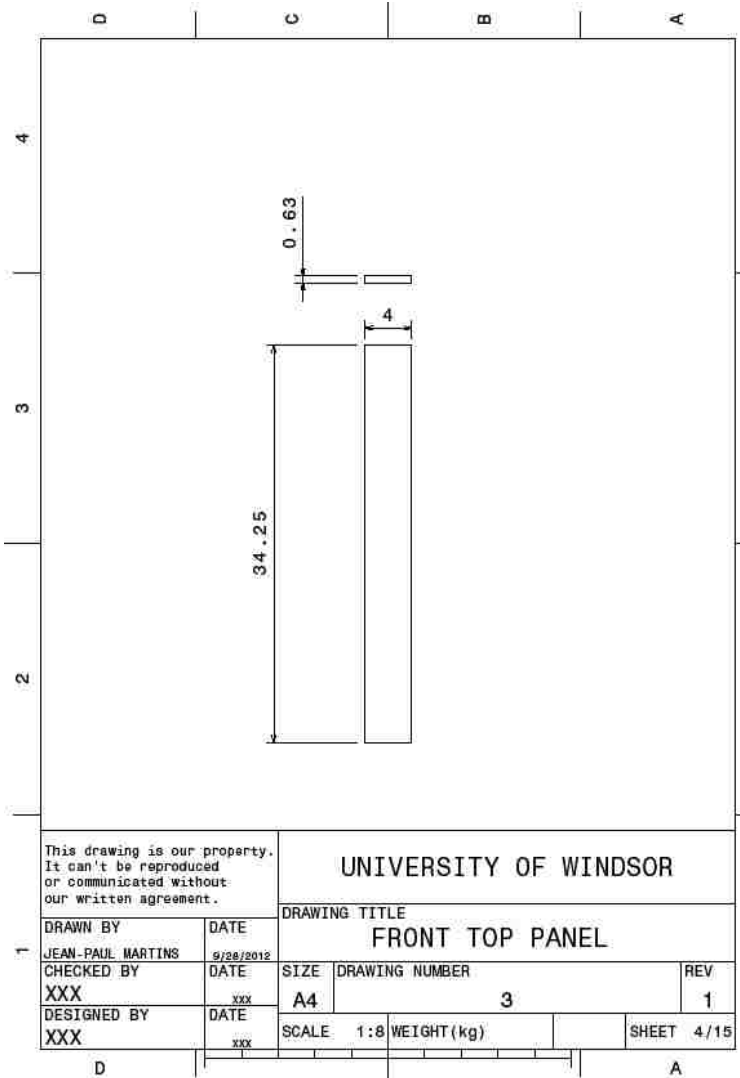 D C B A
4
0.63
4
3
34.25
2
This drawing is our property.
It can't be reproduced
or communicated without
our written agreement.
UNIVERSITY OF WINDSOR
DRAWING TITLE
FRONT TOP PANEL
1
DRAWN BY DATE
JEAN-PAUL MARTINS 9/28/2012
CHECKED BY DATE
XXX XXX
DESIGNED BY DATE
XXX XXX
SIZE DRAWING NUMBER REV
A4 3 1
SCALE 1:8 WEIGHT(kg) SHEET 4/15
D A